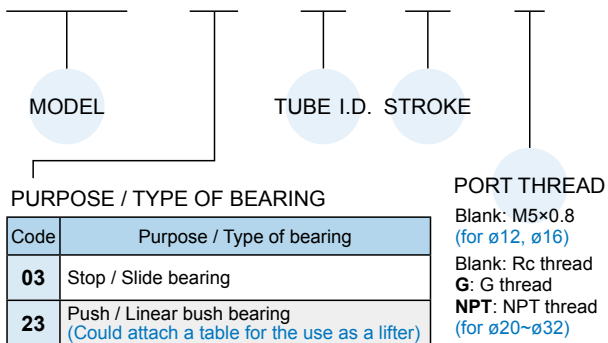 MODEL
TUBE I.D.
STROKE
PURPOSE / TYPE OF BEARING
Code
Purpose / Type of bearing
03
Stop / Slide bearing
23
Push / Linear bush bearing
(Could attach a table for the use as a lifter)
PORT THREAD
Blank: M5×0.8
(for ø12, ø16)
Blank: Rc thread
G: G thread
NPT: NPT thread
(for ø20~ø32)